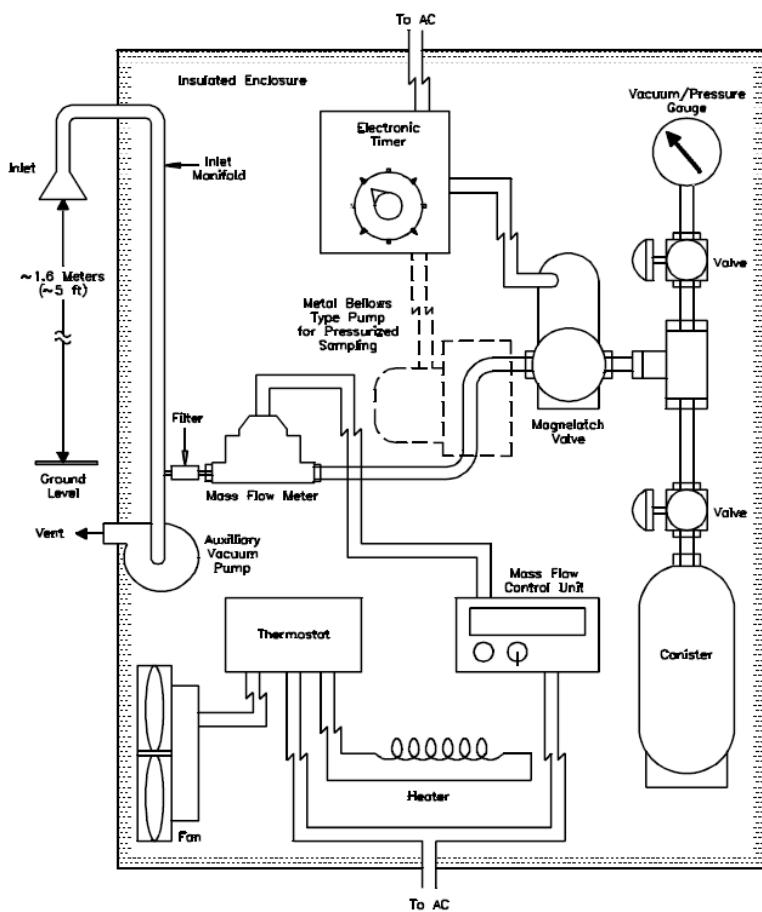 To AC
Insulated Enclosure
Vacuum/Pressure
Gauge
Electronic
Timer
Inlet
Inlet
Manifold
~1.6 Meters
(~5 ft)
Valve
Metal Bellows
Type Pump
for Pressurized
Sampling
Magnelatch
Valve
Filter
Mass Flow Meter
Ground
Level
Valve
Vent
Auxiliary
Vacuum
Pump
Mass Flow
Control Unit
Thermostat
Canister
Heater
Fan
To AC